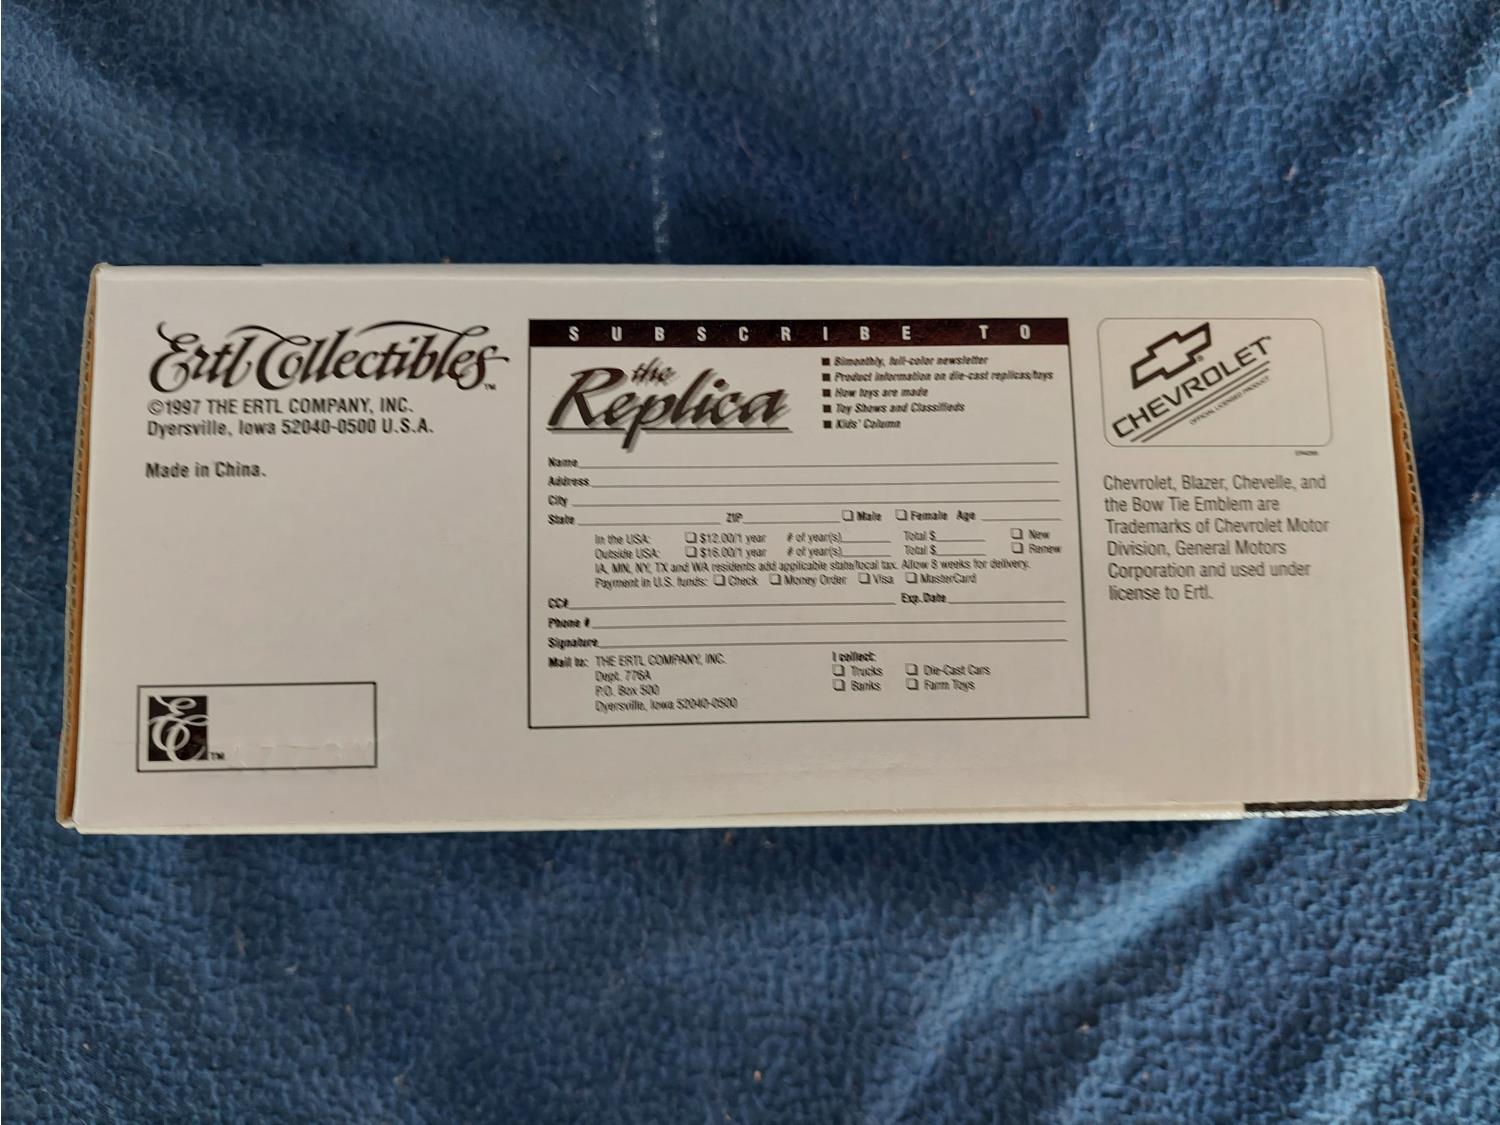 Ertl Collectibles™
©1997 THE ERTL COMPANY, INC.
Dyersville, Iowa 52040-0500 U.S.A.
Made in China.
EC™
SUBSCRIBE TO
the
Replica
■ Bimonthly, full-color newsletter
■ Product information on die-cast replicas/toys
■ How toys are made
■ Toy Shows and Classifieds
■ Kids' Column
Name
Address
City
State ZIP ❑ Male ❑ Female Age
In the USA: ❑ $12.00/1 year # of year(s) Total $ ❑ New
Outside USA: ❑ $16.00/1 year # of year(s) Total $ ❑ Renew
IA, MN, NY, TX and WA residents add applicable state/local tax. Allow 8 weeks for delivery.
Payment in U.S. funds: ❑ Check ❑ Money Order ❑ Visa ❑ MasterCard
CC# Exp. Date
Phone #
Signature
Mail to: THE ERTL COMPANY, INC.
Dept. 776A
P.O. Box 500
Dyersville, Iowa 52040-0500
I collect:
❑ Trucks ❑ Die-Cast Cars
❑ Banks ❑ Farm Toys
CHEVROLET®
OFFICIAL LICENSED PRODUCT
Chevrolet, Blazer, Chevelle, and
the Bow Tie Emblem are
Trademarks of Chevrolet Motor
Division, General Motors
Corporation and used under
license to Ertl.